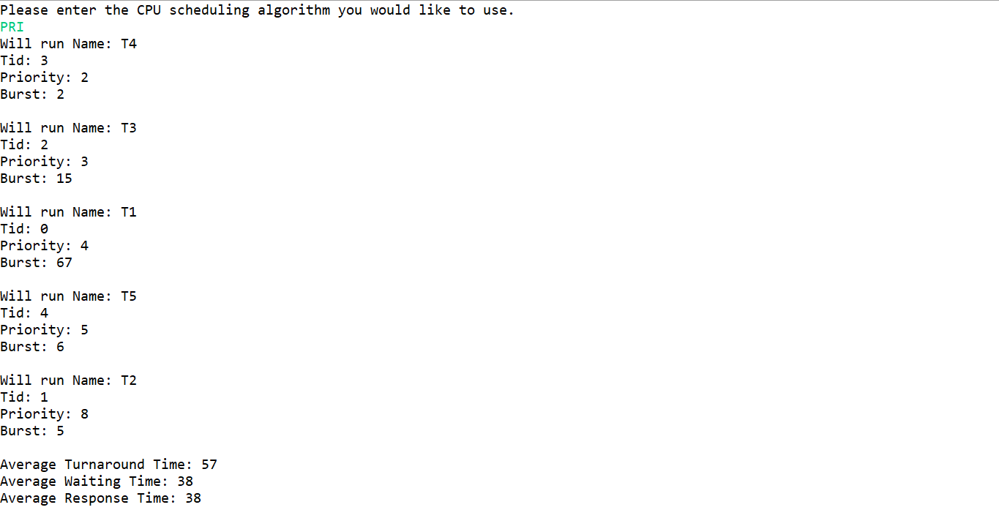 Please enter the CPU scheduling algorithm you would like to use.
PRI
Will run Name: T4
Tid: 3
Priority: 2
Burst: 2
Will run Name: T3
Tid: 2
Priority: 3
Burst: 15
Will run Name: T1
Tid: 0
Priority: 4
Burst: 67
Will run Name: T5
Tid: 4
Priority: 5
Burst: 6
Will run Name: T2
Tid: 1
Priority: 8
Burst: 5
Average Turnaround Time: 57
Average Waiting Time: 38
Average Response Time: 38